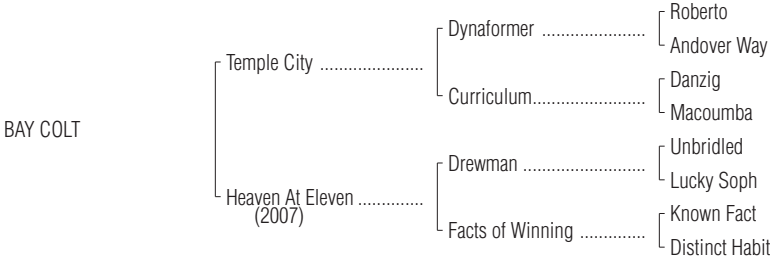 Roberto
Dynaformer ......................
Andover Way
Temple City ......................
Danzig
Curriculum........................
Macoumba
BAY COLT
Unbridled
Drewman ..........................
Lucky Soph
Heaven At Eleven ..............
(2007)
Known Fact
Facts of Winning ..............
Distinct Habit